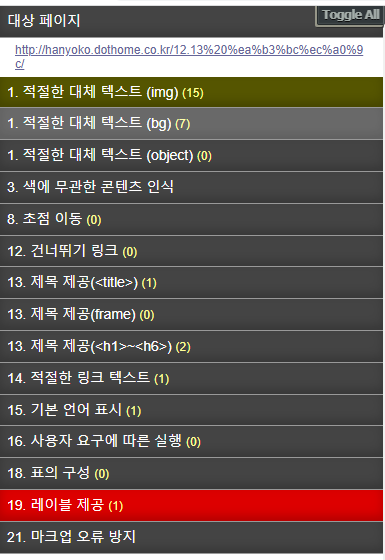 대상 페이지
Toggle All
http://hanyoko.dothome.co.kr/12.13%20%ea%b3%bc%ec%a0%9
c/
1. 적절한 대체 텍스트 (img) (15)
1. 적절한 대체 텍스트 (bg) (7)
1. 적절한 대체 텍스트 (object) (0)
3. 색에 무관한 콘텐츠 인식
8. 초점 이동 (0)
12. 건너뛰기 링크 (0)
13. 제목 제공(<title>) (1)
13. 제목 제공(frame) (0)
13. 제목 제공(<h1>~<h6>) (2)
14. 적절한 링크 텍스트 (1)
15. 기본 언어 표시 (1)
16. 사용자 요구에 따른 실행 (0)
18. 표의 구성 (0)
19. 레이블 제공 (1)
21. 마크업 오류 방지